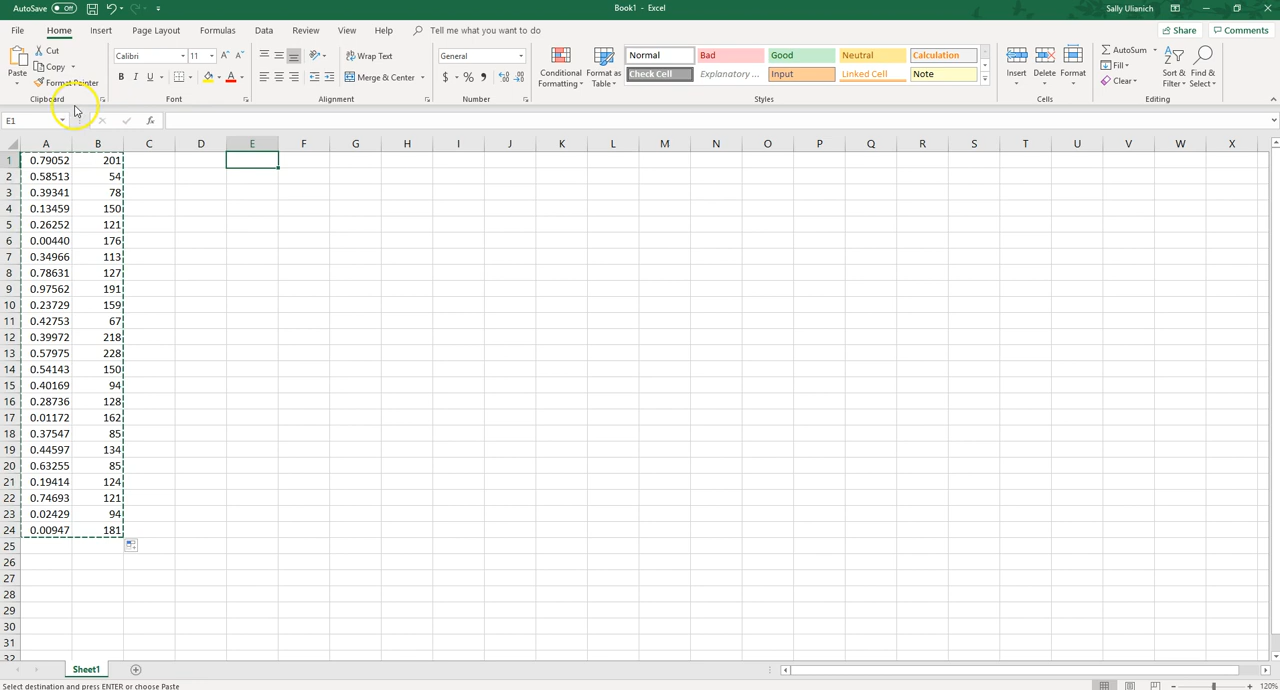 AutoSave Off Book1 - Excel Sally Ulianich
File Home Insert Page Layout Formulas Data Review View Help Tell me what you want to do Share Comments
Paste Cut Copy Format Painter
Clipboard
Calibri 11
B I U A
Font
Wrap Text
Merge & Center
Alignment
General
$ % ,
Number
Conditional Formatting Format as Table
Normal Bad Good Neutral Calculation
Check Cell Explanatory ... Input Linked Cell Note
Styles
Insert Delete Format
Cells
AutoSum
Fill
Clear
Sort & Filter Find & Select
Editing
E1 fx
A B C D E F G H I J K L M N O P Q R S T U V W X
1 0.79052 201
2 0.58513 54
3 0.39341 78
4 0.13459 150
5 0.26252 121
6 0.00440 176
7 0.34966 113
8 0.78631 127
9 0.97562 191
10 0.23729 159
11 0.42753 67
12 0.39972 218
13 0.57975 228
14 0.54143 150
15 0.40169 94
16 0.28736 128
17 0.01172 162
18 0.37547 85
19 0.44597 134
20 0.63255 85
21 0.19414 124
22 0.74693 121
23 0.02429 94
24 0.00947 181
25
26
27
28
29
30
31
32
Sheet1
Select destination and press ENTER or choose Paste 120%